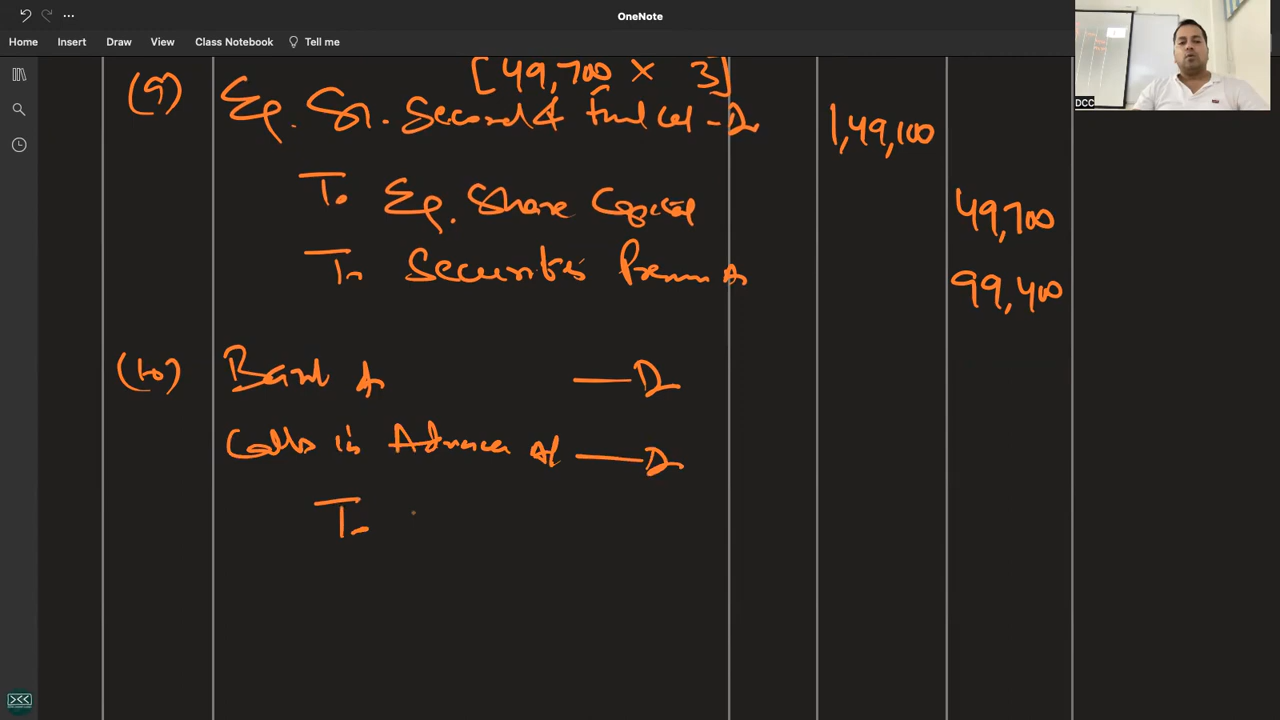 OneNote
Home Insert Draw View Class Notebook Tell me
DCC
[49,700 × 3]
(9) Eq. Sh. Second & final call - Dr 1,49,100
To Eq. Share Capital 49,700
To Securities Premium A/c 99,400
(10) Bank A/c — Dr
Calls in Advance A/c — Dr
To